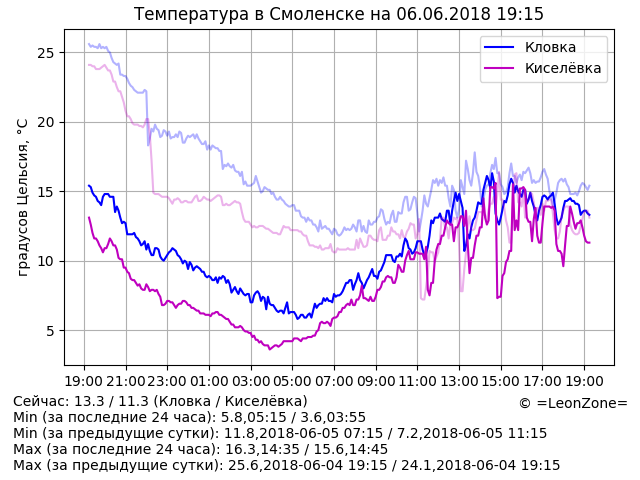 Температура в Смоленске на 06.06.2018 19:15
градусов Цельсия, °C
25
20
15
10
5
Кловка
Киселёвка
19:00 21:00 23:00 01:00 03:00 05:00 07:00 09:00 11:00 13:00 15:00 17:00 19:00
Сейчас: 13.3 / 11.3 (Кловка / Киселёвка)
© =LeonZone=
Min (за последние 24 часа): 5.8,05:15 / 3.6,03:55
Min (за предыдущие сутки): 11.8,2018-06-05 07:15 / 7.2,2018-06-05 11:15
Max (за последние 24 часа): 16.3,14:35 / 15.6,14:45
Max (за предыдущие сутки): 25.6,2018-06-04 19:15 / 24.1,2018-06-04 19:15